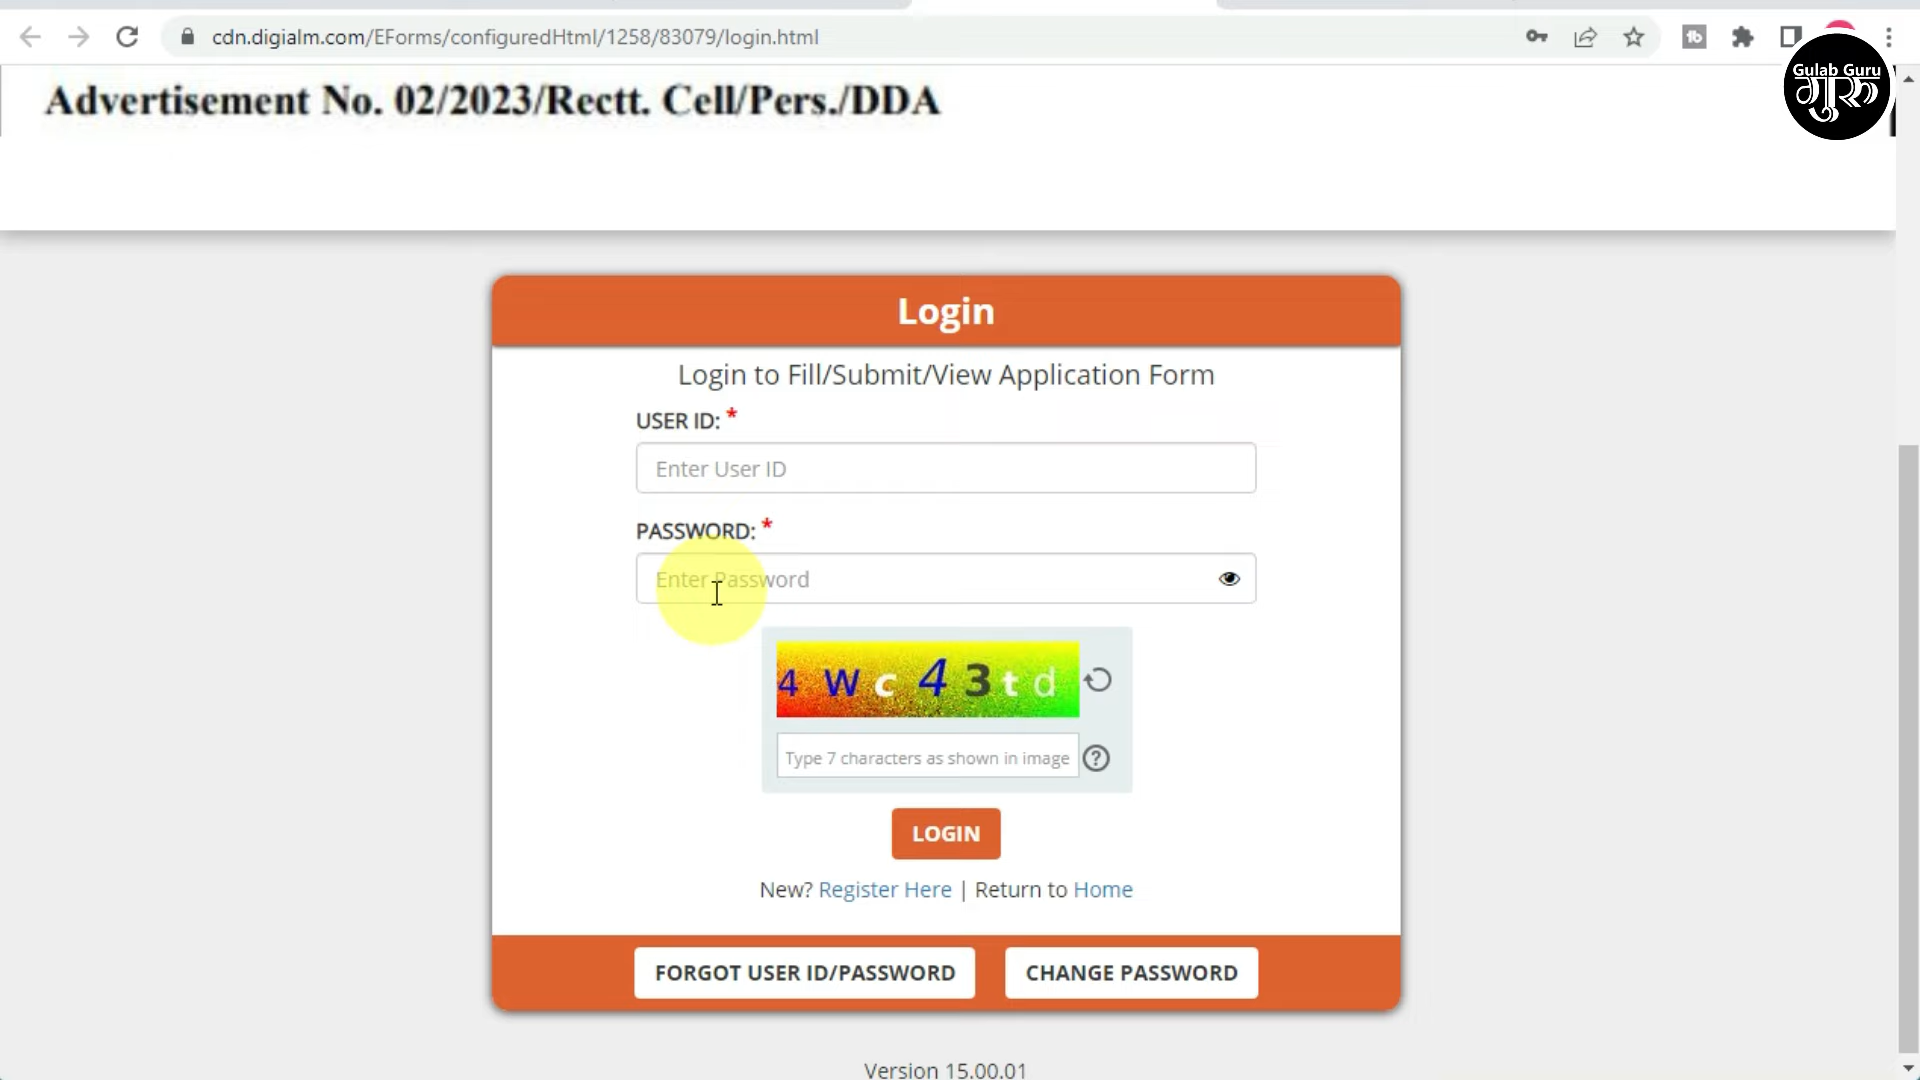 cdn.digialm.com/EForms/configuredHtml/1258/83079/login.html
Gulab Guru
गुरु
Advertisement No. 02/2023/Rectt. Cell/Pers./DDA
Login
Login to Fill/Submit/View Application Form
USER ID: *
Enter User ID
PASSWORD: *
Enter Password
4 W c 4 3 t d
Type 7 characters as shown in image
LOGIN
New? Register Here | Return to Home
FORGOT USER ID/PASSWORD
CHANGE PASSWORD
Version 15.00.01